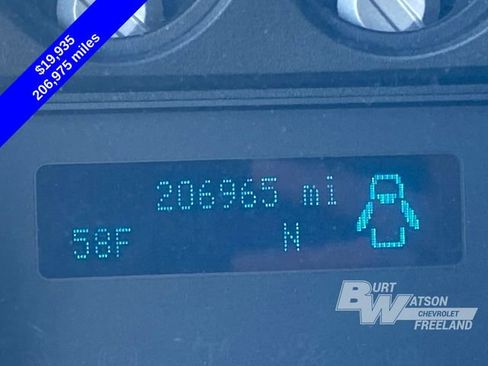 $19,935
206,975 miles
206965 mi
58F N
BURT
WATSON
CHEVROLET
FREELAND